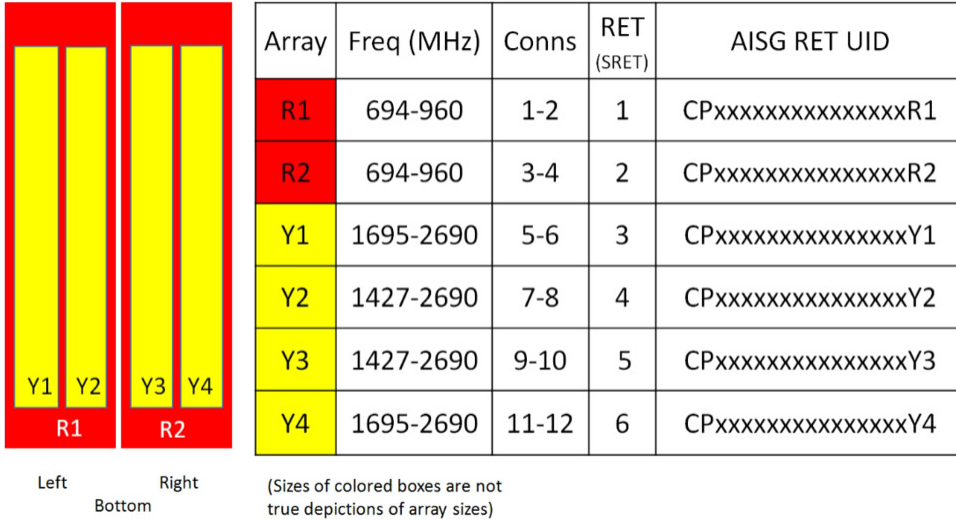 Y1 Y2 Y3 Y4
R1 R2
Left Right
Bottom
Array Freq (MHz) Conns RET (SRET) AISG RET UID
R1 694-960 1-2 1 CPxxxxxxxxxxxxxxxR1
R2 694-960 3-4 2 CPxxxxxxxxxxxxxxxR2
Y1 1695-2690 5-6 3 CPxxxxxxxxxxxxxxxY1
Y2 1427-2690 7-8 4 CPxxxxxxxxxxxxxxxY2
Y3 1427-2690 9-10 5 CPxxxxxxxxxxxxxxxY3
Y4 1695-2690 11-12 6 CPxxxxxxxxxxxxxxxY4
(Sizes of colored boxes are not
true depictions of array sizes)